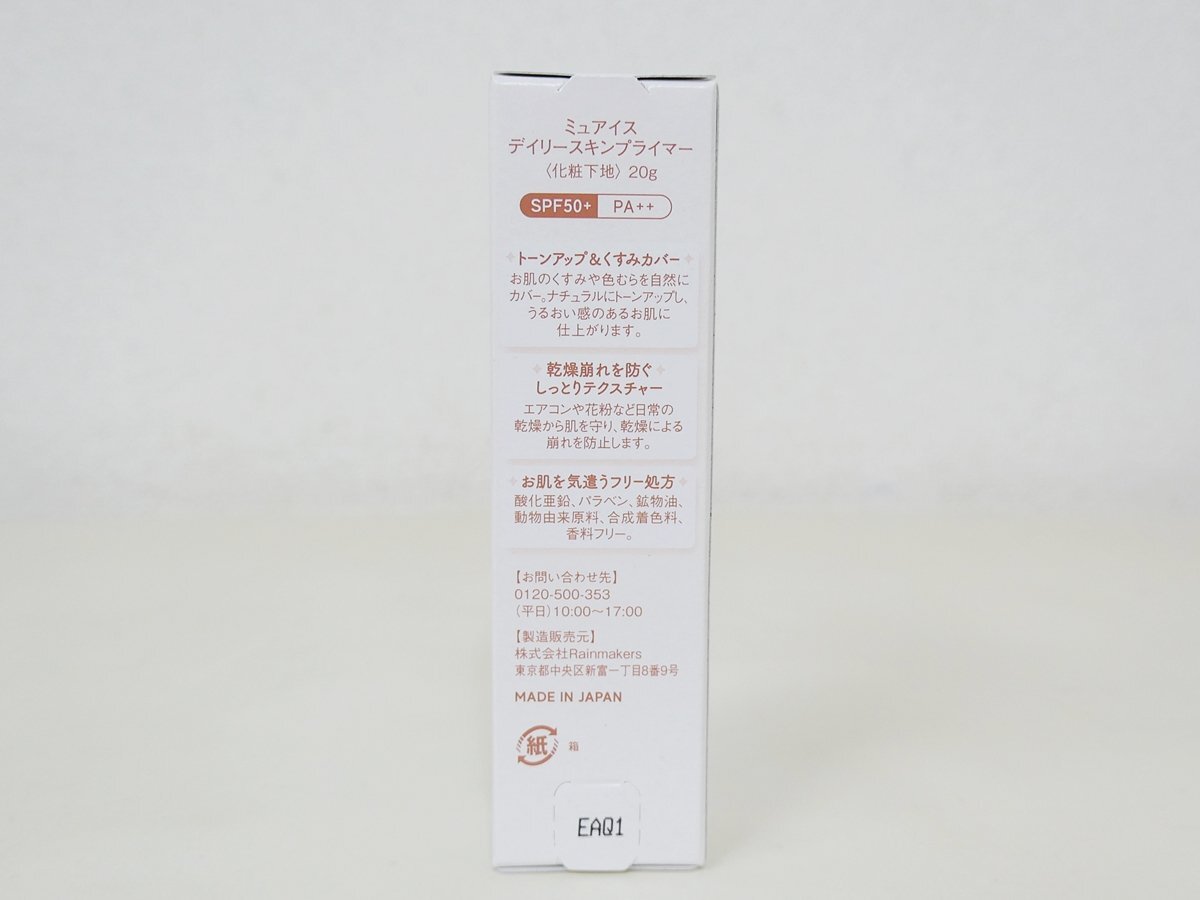 ミュアイス
デイリースキンプライマー
〈化粧下地〉 20g
SPF50+ PA++
トーンアップ&くすみカバー
お肌のくすみや色むらを自然に
カバー。ナチュラルにトーンアップし、
うるおい感のあるお肌に
仕上がります。
乾燥崩れを防ぐ
しっとりテクスチャー
エアコンや花粉など日常の
乾燥から肌を守り、乾燥による
崩れを防止します。
お肌を気遣うフリー処方
酸化亜鉛、パラベン、鉱物油、
動物由来原料、合成着色料、
香料フリー。
【お問い合わせ先】
0120-500-353
(平日)10:00〜17:00
【製造販売元】
株式会社Rainmakers
東京都中央区新富一丁目8番9号
MADE IN JAPAN
紙 箱
EAQ1